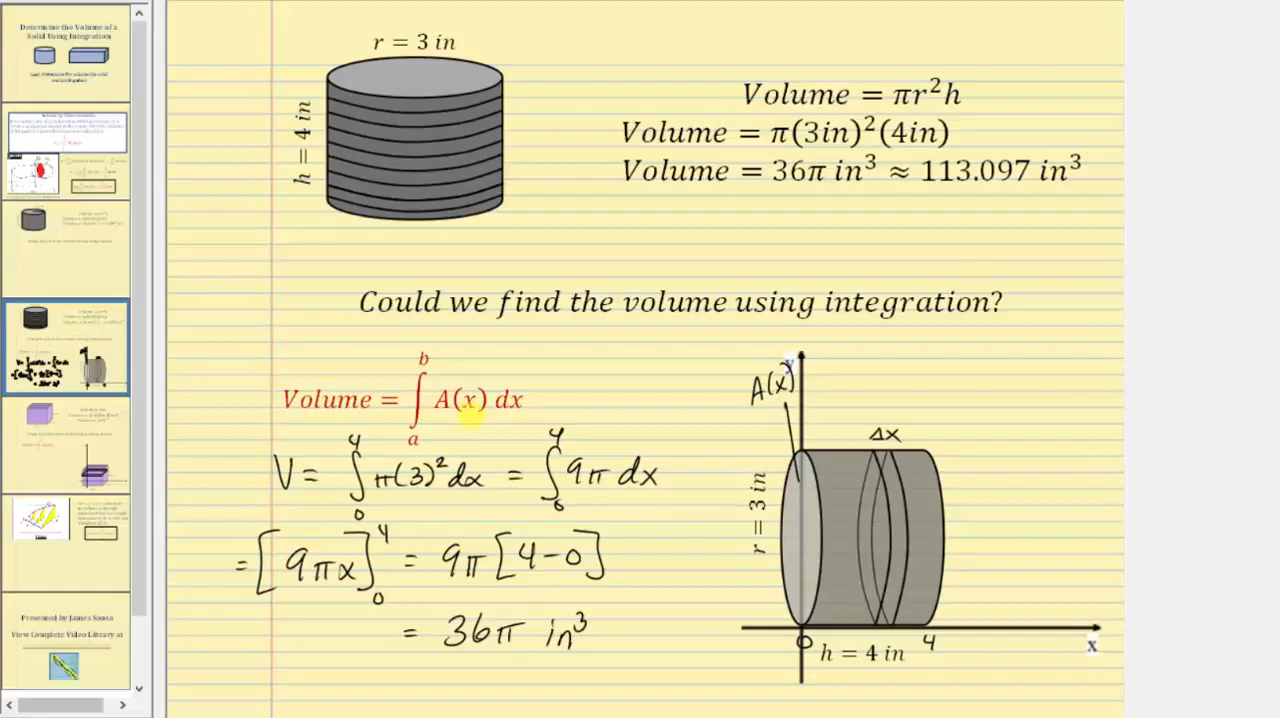 Determine the Volume of a
Solid Using Integration
r = 3 in
h = 4 in
Volume = πr²h
Volume = π(3in)²(4in)
Volume = 36π in³ ≈ 113.097 in³
Could we find the volume using integration?
Volume = ∫ₐᵇ A(x) dx
V = ∫₀⁴ π(3)² dx = ∫₀⁴ 9π dx
= [9πx]₀⁴ = 9π[4-0]
= 36π in³
y
A(x)
Δx
r = 3 in
0
4
x
h = 4 in
Presented by James Sousa
View Complete Video Library at